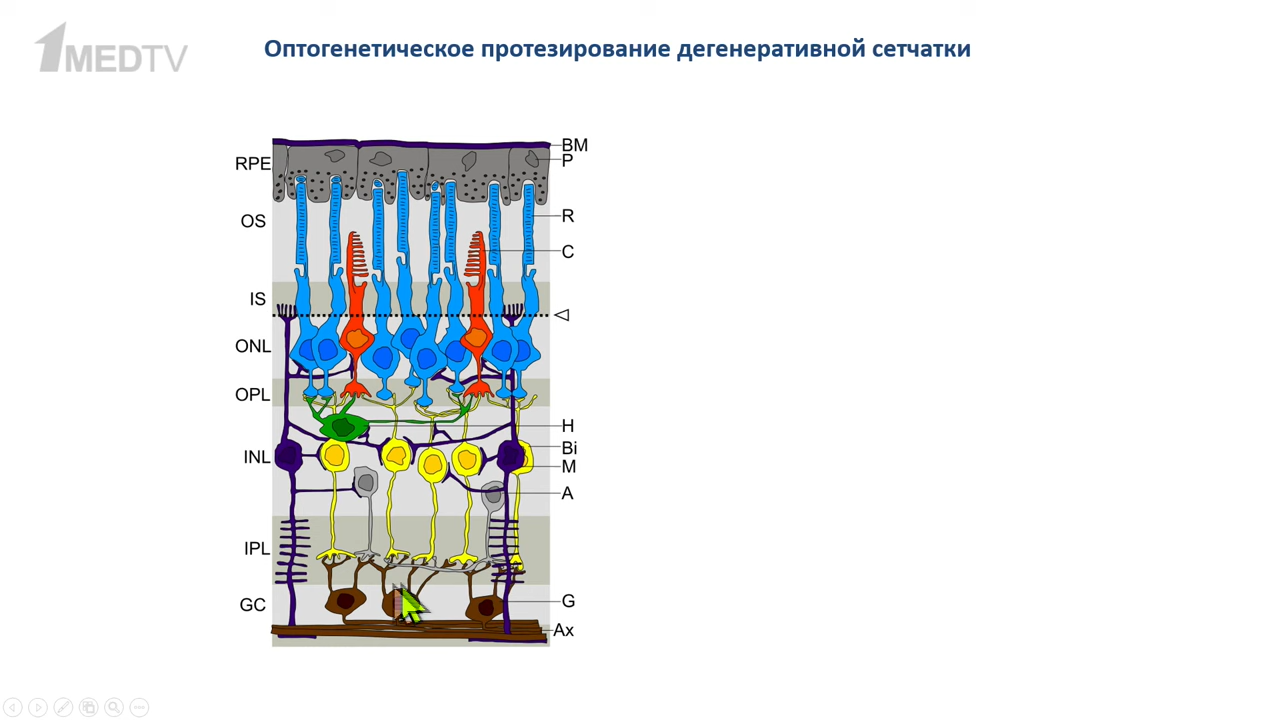 1MEDTV
Оптогенетическое протезирование дегенеративной сетчатки
BM
RPE
P
OS
R
C
IS
ONL
OPL
H
Bi
INL
M
A
IPL
GC
G
Ax